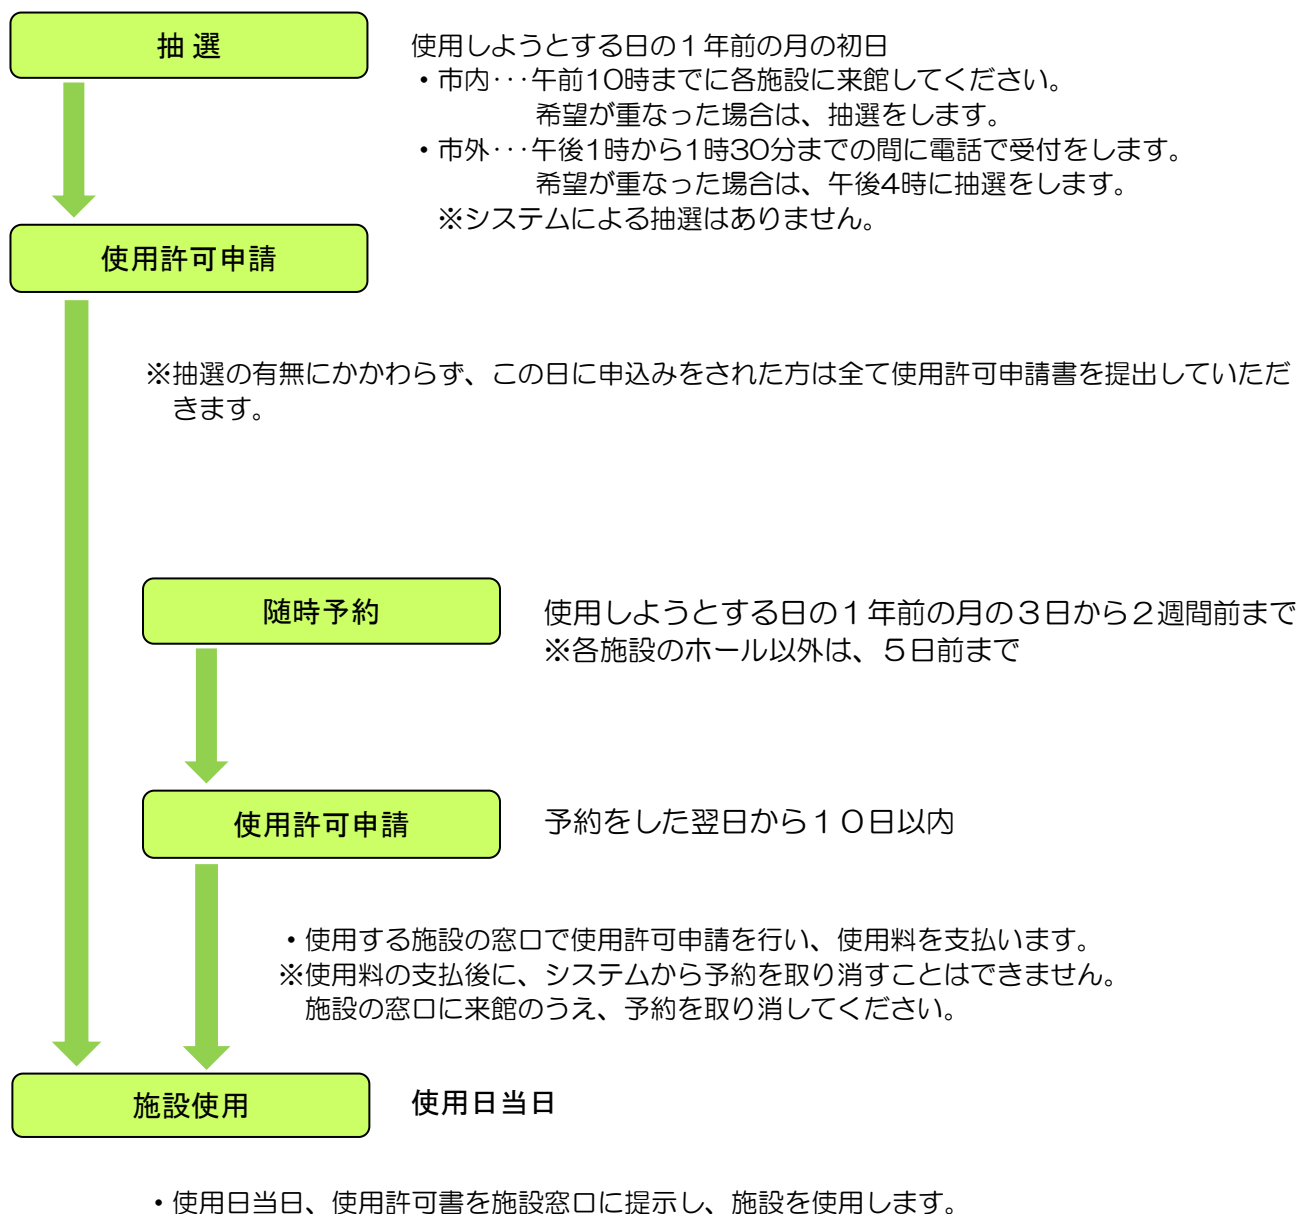 抽 選
使用しようとする日の１年前の月の初日
・市内･･･午前10時までに各施設に来館してください。
希望が重なった場合は、抽選をします。
・市外･･･午後1時から1時30分までの間に電話で受付をします。
希望が重なった場合は、午後4時に抽選をします。
※システムによる抽選はありません。
使用許可申請
※抽選の有無にかかわらず、この日に申込みをされた方は全て使用許可申請書を提出していただ
きます。
随時予約
使用しようとする日の１年前の月の３日から２週間前まで
※各施設のホール以外は、５日前まで
使用許可申請
予約をした翌日から１０日以内
・使用する施設の窓口で使用許可申請を行い、使用料を支払います。
※使用料の支払後に、システムから予約を取り消すことはできません。
施設の窓口に来館のうえ、予約を取り消してください。
施設使用
使用日当日
・使用日当日、使用許可書を施設窓口に提示し、施設を使用します。